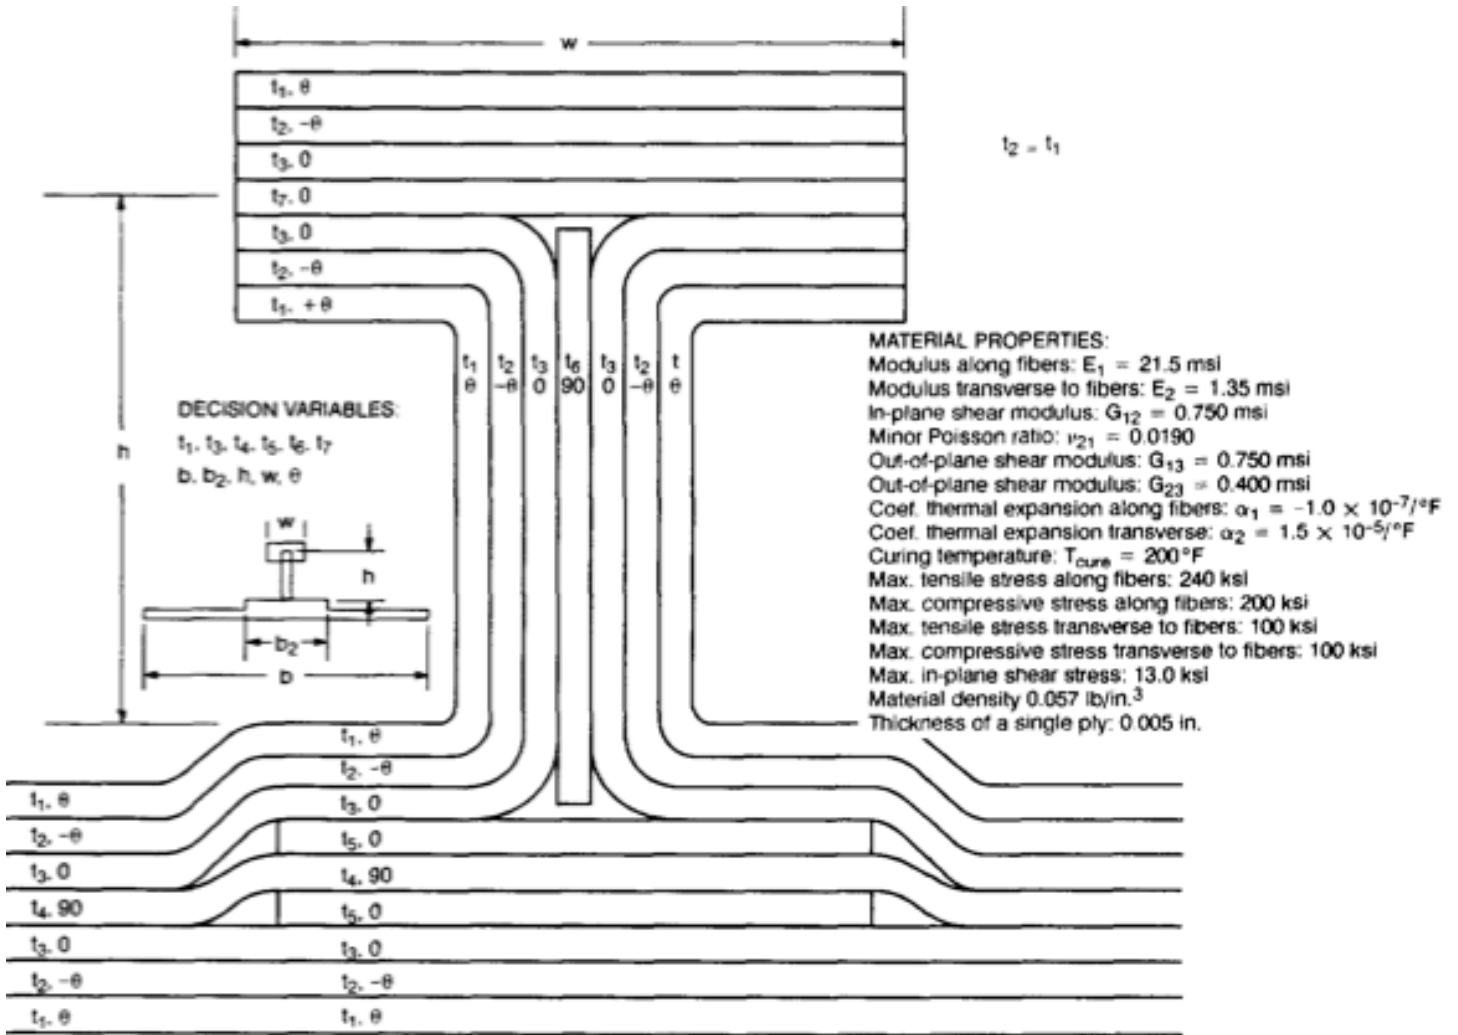 w
t₁, θ
t₂, -θ
t₃, 0
t₇, 0
t₃, 0
t₂, -θ
t₁, +θ
t₂ = t₁
h
t₁ t₂ t₃ t₆ t₃ t₂ t
θ -θ 0 90 0 -θ θ
DECISION VARIABLES:
t₁, t₃, t₄, t₅, t₆, t₇
b, b₂, h, w, θ
w
h
b₂
b
MATERIAL PROPERTIES:
Modulus along fibers: E₁ = 21.5 msi
Modulus transverse to fibers: E₂ = 1.35 msi
In-plane shear modulus: G₁₂ = 0.750 msi
Minor Poisson ratio: ν₂₁ = 0.0190
Out-of-plane shear modulus: G₁₃ = 0.750 msi
Out-of-plane shear modulus: G₂₃ = 0.400 msi
Coef. thermal expansion along fibers: α₁ = -1.0 × 10⁻⁷/°F
Coef. thermal expansion transverse: α₂ = 1.5 × 10⁻⁵/°F
Curing temperature: T_cure = 200°F
Max. tensile stress along fibers: 240 ksi
Max. compressive stress along fibers: 200 ksi
Max. tensile stress transverse to fibers: 100 ksi
Max. compressive stress transverse to fibers: 100 ksi
Max. in-plane shear stress: 13.0 ksi
Material density 0.057 lb/in.³
Thickness of a single ply: 0.005 in.
t₁, θ
t₂, -θ
t₃, 0
t₅, 0
t₄, 90
t₅, 0
t₃, 0
t₂, -θ
t₁, θ
t₁, θ
t₂, -θ
t₃, 0
t₄, 90
t₃, 0
t₂, -θ
t₁, θ